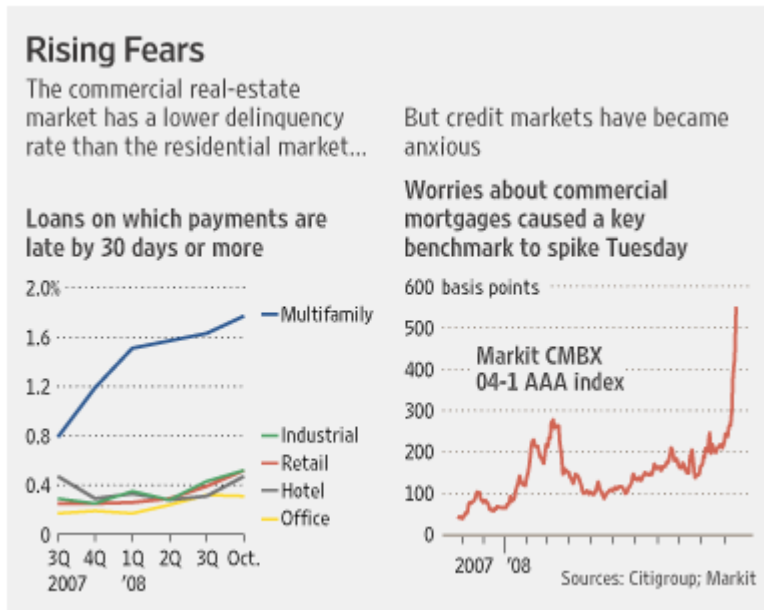 Rising Fears
The commercial real-estate
market has a lower delinquency
rate than the residential market...
Loans on which payments are
late by 30 days or more
2.0%
1.6
1.2
0.8
0.4
0
Multifamily
Industrial
Retail
Hotel
Office
3Q 4Q 1Q 2Q 3Q Oct.
2007 '08
But credit markets have became
anxious
Worries about commercial
mortgages caused a key
benchmark to spike Tuesday
600 basis points
500
400
300
200
100
0
Markit CMBX
04-1 AAA index
2007 '08
Sources: Citigroup; Markit